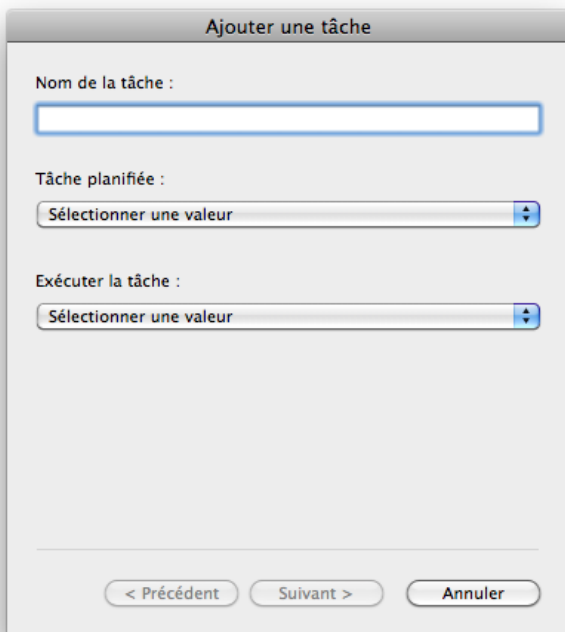 Ajouter une tâche
Nom de la tâche :
Tâche planifiée :
Sélectionner une valeur
Exécuter la tâche :
Sélectionner une valeur
< Précédent Suivant > Annuler